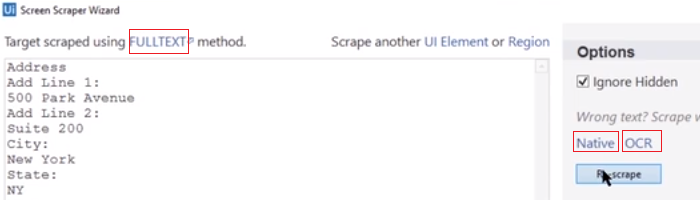 Ui Screen Scraper Wizard
Target scraped using FULLTEXT method.
Scrape another UI Element or Region
Address
Add Line 1:
500 Park Avenue
Add Line 2:
Suite 200
City:
New York
State:
NY
Options
Ignore Hidden
Wrong text? Scrape
Native OCR